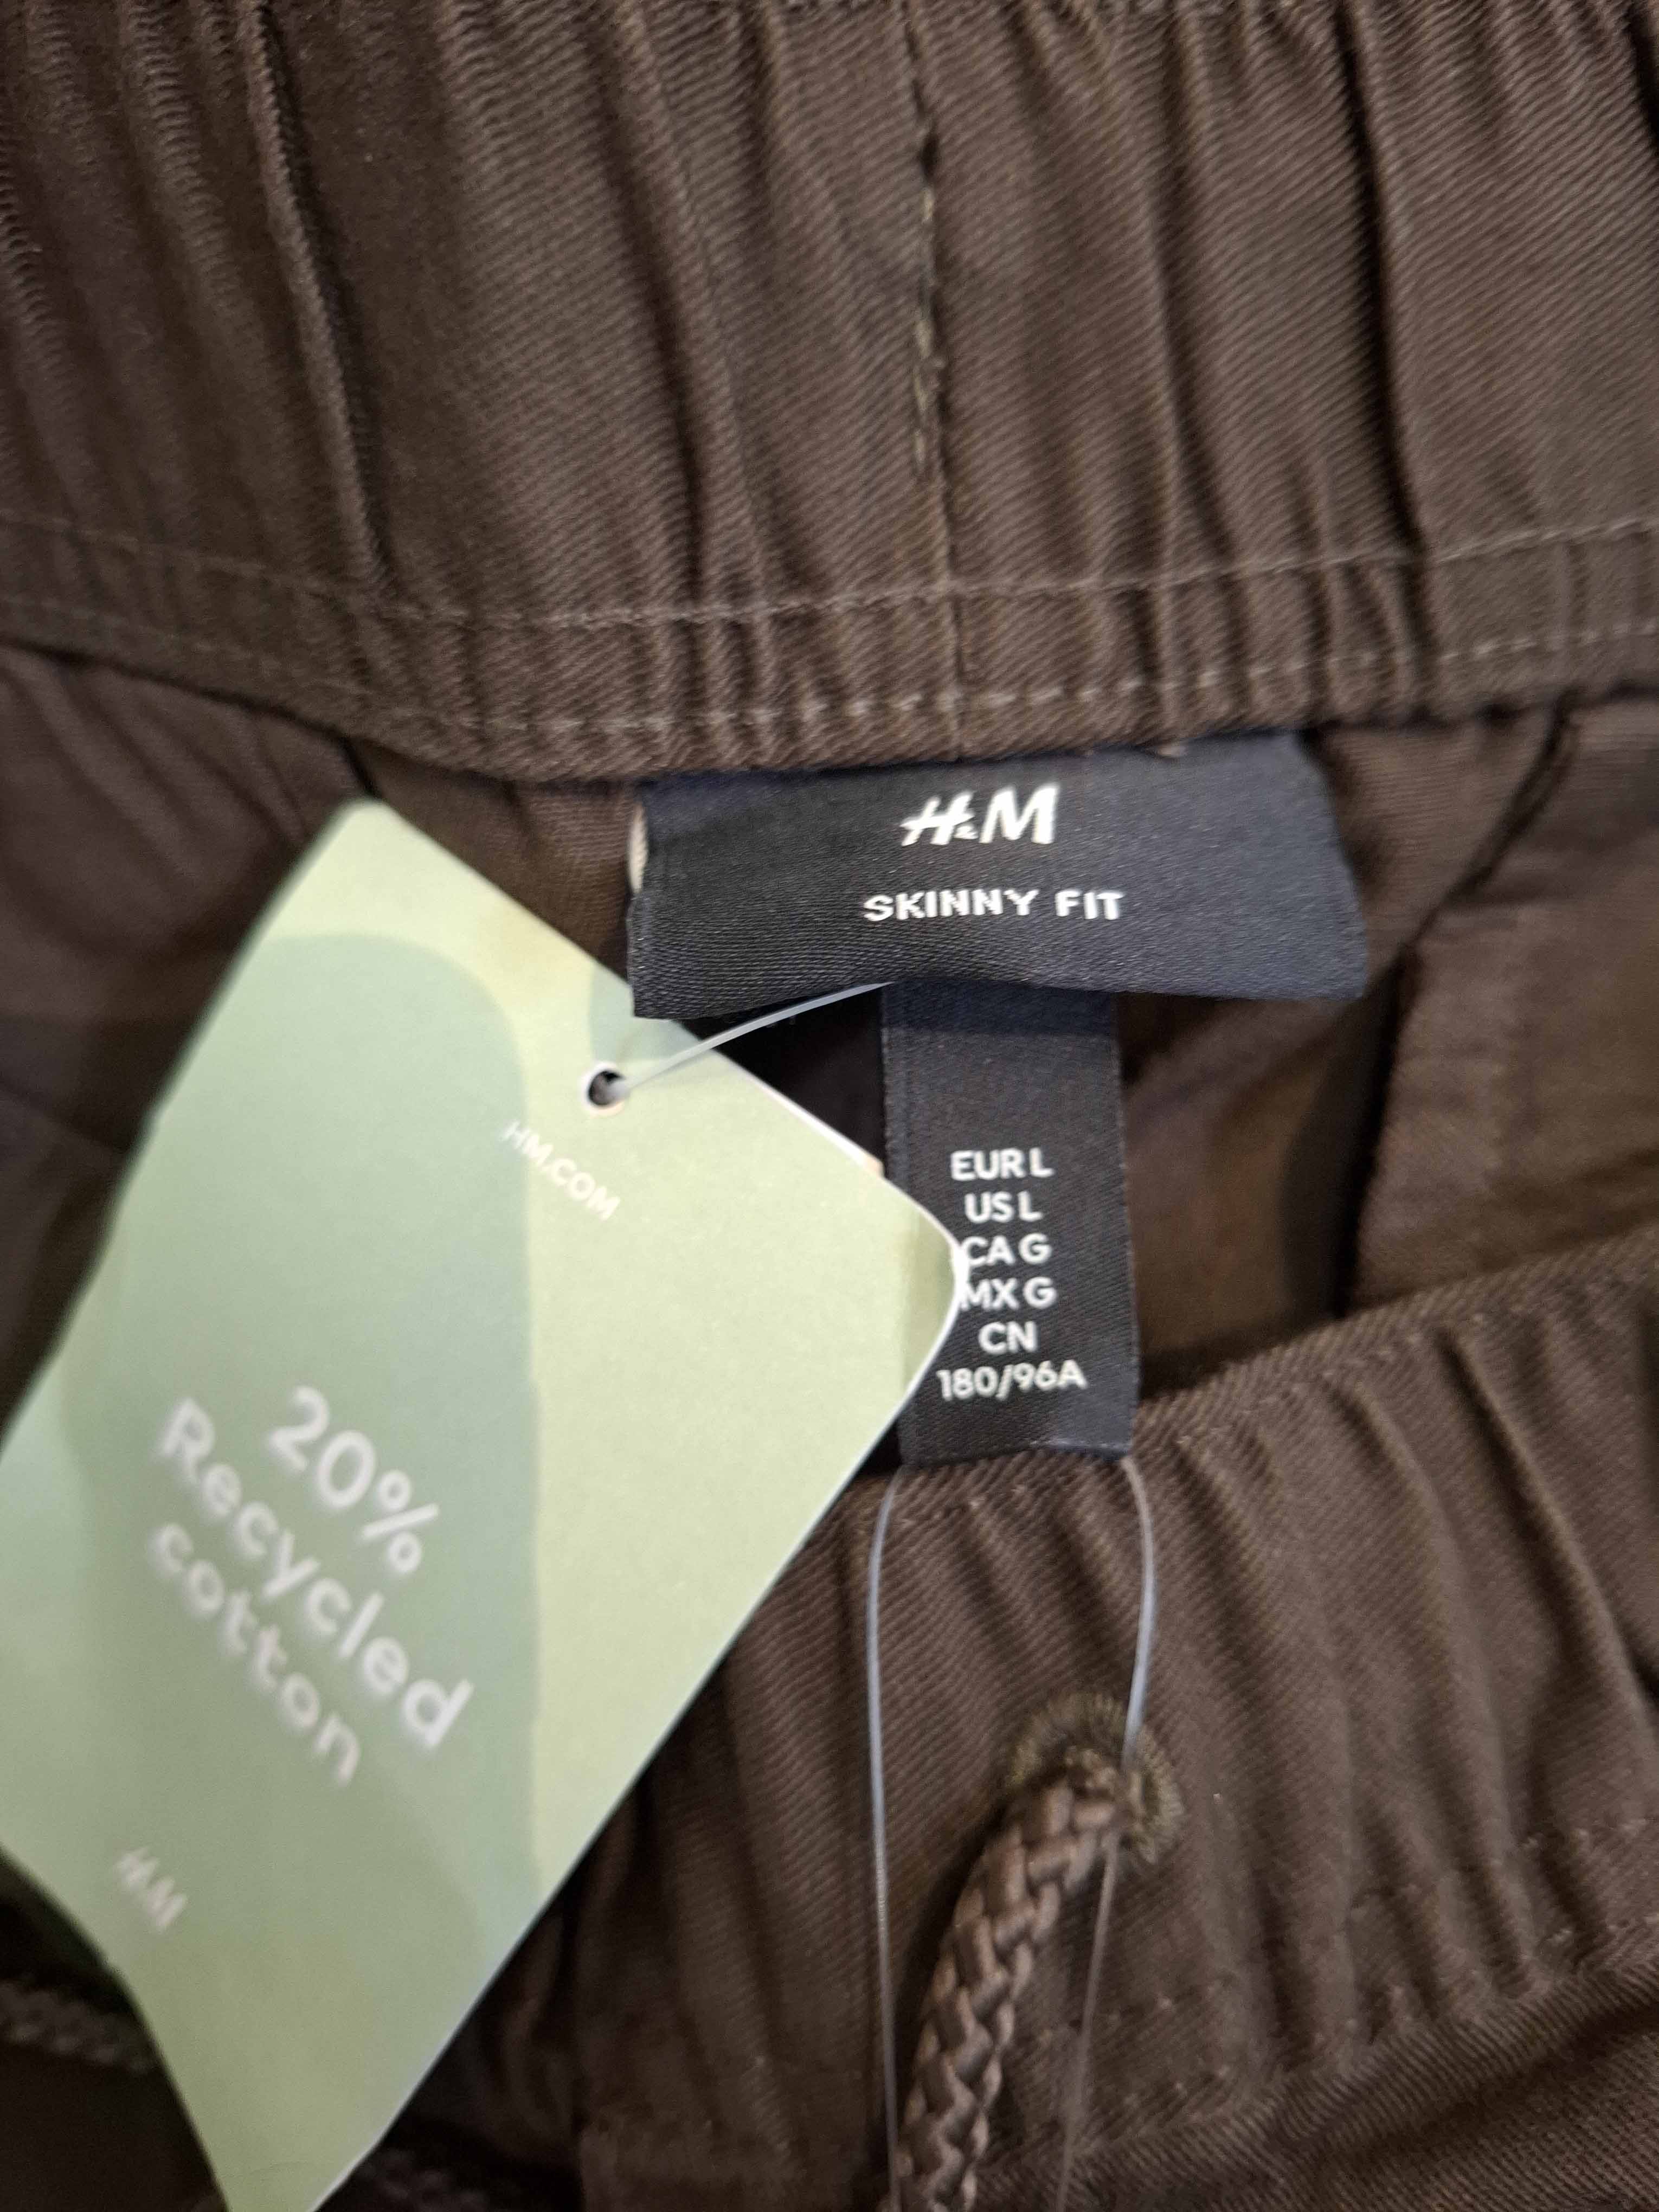 H&M
SKINNY FIT
EUR L
US L
CA G
MX G
CN
180/96A
HM.COM
20%
Recycled
cotton
H&M